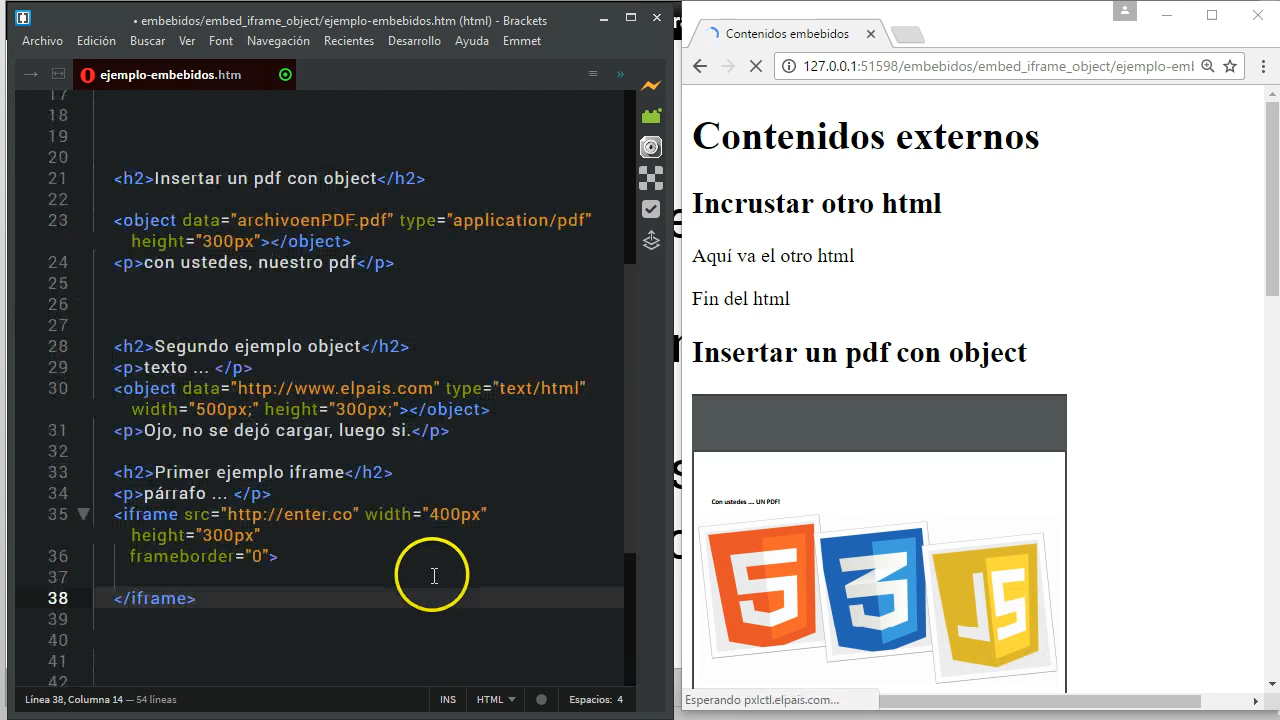 • embebidos/embed_iframe_object/ejemplo-embebidos.htm (html) - Brackets
Archivo Edición Buscar Ver Font Navegación Recientes Desarrollo Ayuda Emmet
ejemplo-embebidos.htm
17
18
19
20
21 <h2>Insertar un pdf con object</h2>
22
23 <object data="archivoenPDF.pdf" type="application/pdf"
height="300px"></object>
24 <p>con ustedes, nuestro pdf</p>
25
26
27
28 <h2>Segundo ejemplo object</h2>
29 <p>texto ... </p>
30 <object data="http://www.elpais.com" type="text/html"
width="500px;" height="300px;"></object>
31 <p>Ojo, no se dejó cargar, luego si.</p>
32
33 <h2>Primer ejemplo iframe</h2>
34 <p>párrafo ... </p>
35 <iframe src="http://enter.co" width="400px"
height="300px"
36 frameborder="0">
37
38 </iframe>
39
40
41
42
Línea 38, Columna 14 — 54 líneas INS HTML Espacios: 4
Contenidos embebidos
127.0.0.1:51598/embebidos/embed_iframe_object/ejemplo-eml
Contenidos externos
Incrustar otro html
Aquí va el otro html
Fin del html
Insertar un pdf con object
Con ustedes .... UN PDF!
5
3
JS
Esperando pxlctl.elpais.com...